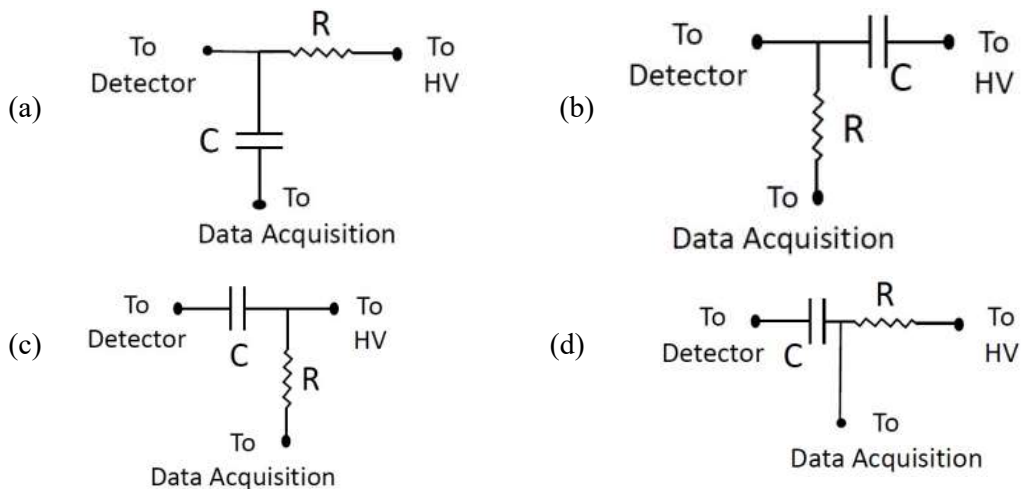 (a)
To
Detector
R
To
HV
C
To
Data Acquisition
(b)
To
Detector
C
To
HV
R
To
Data Acquisition
(c)
To
Detector
C
To
HV
R
To
Data Acquisition
(d)
To
Detector
C
R
To
HV
To
Data Acquisition